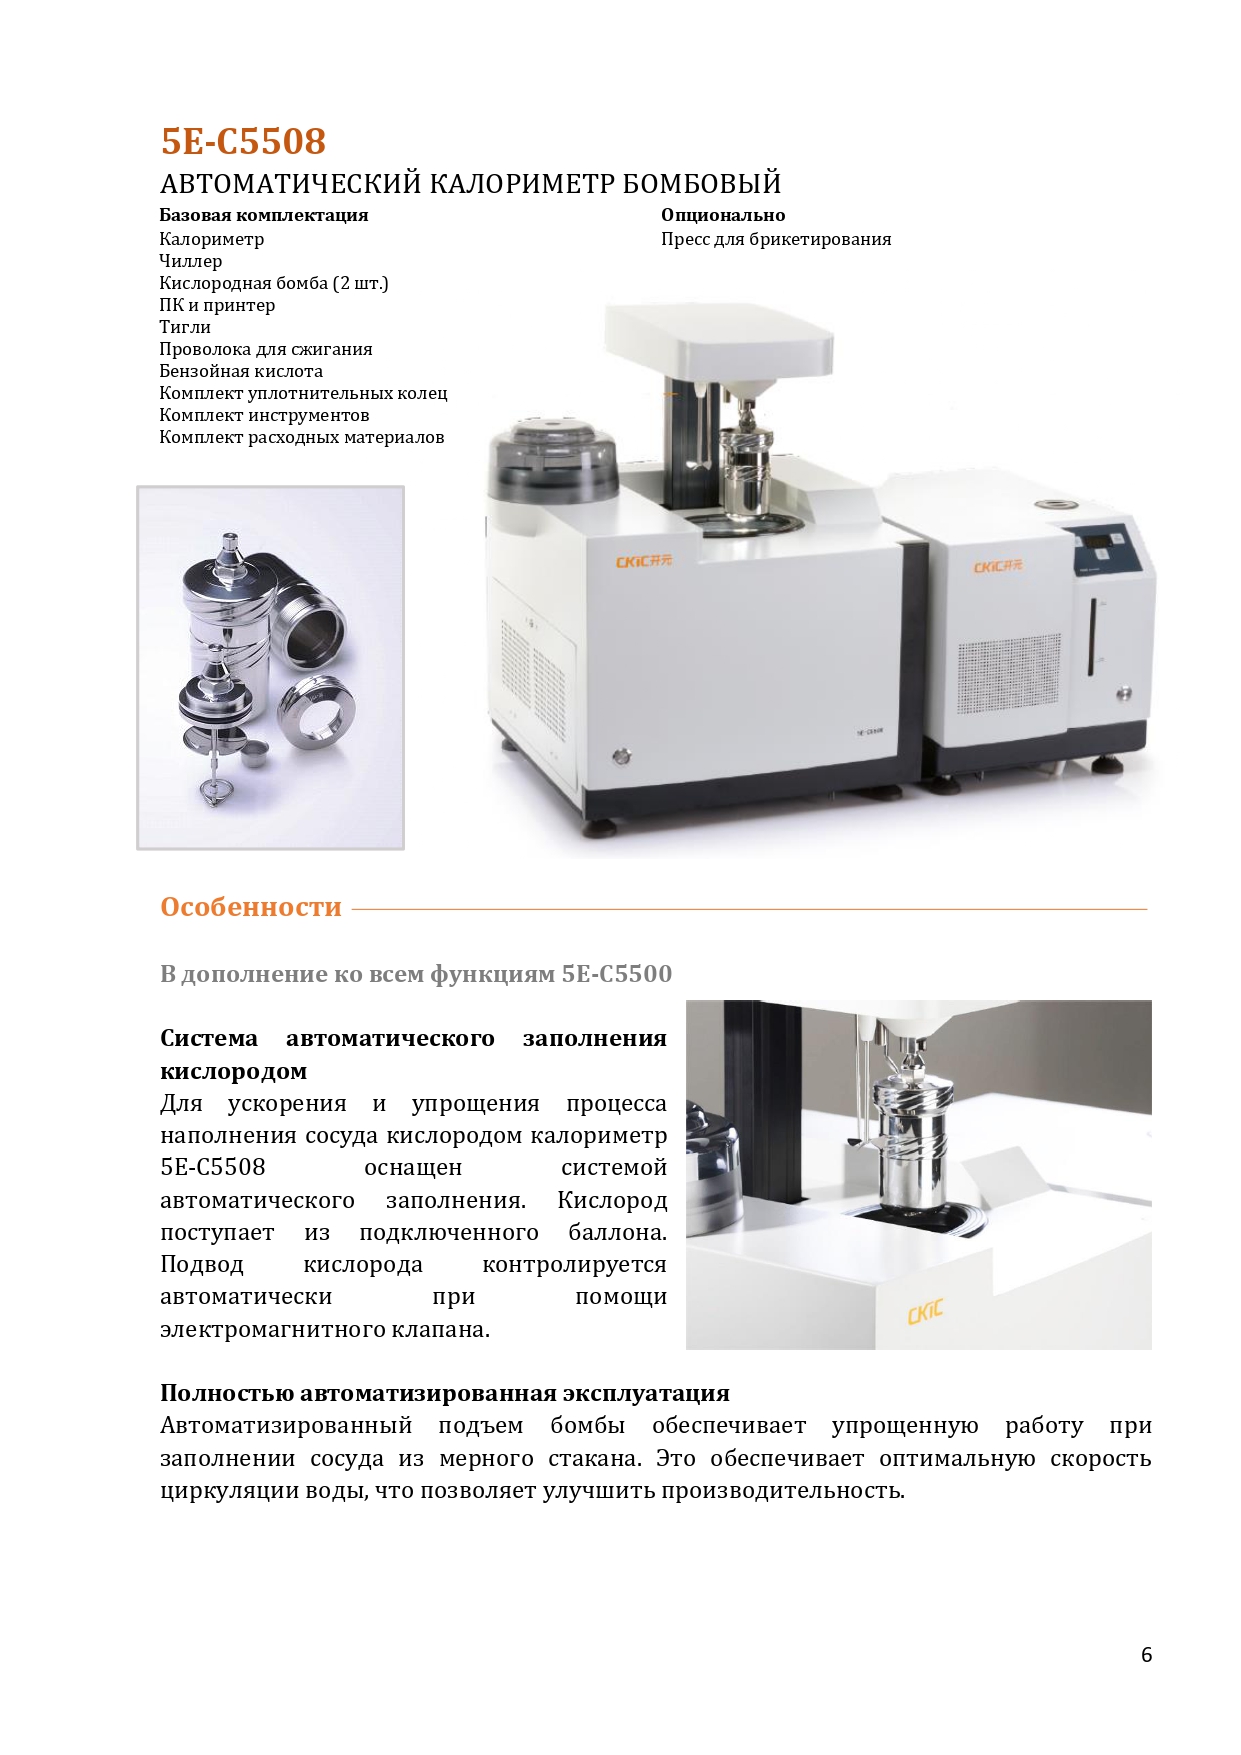 5E-C5508
АВТОМАТИЧЕСКИЙ КАЛОРИМЕТР БОМБОВЫЙ
Базовая комплектация
Калориметр
Чиллер
Кислородная бомба (2 шт.)
ПК и принтер
Тигли
Проволока для сжигания
Бензойная кислота
Комплект уплотнительных колец
Комплект инструментов
Комплект расходных материалов
Опционально
Пресс для брикетирования
CKIC开元
CKIC开元
Особенности
В дополнение ко всем функциям 5E-C5500
Система автоматического заполнения
кислородом
Для ускорения и упрощения процесса
наполнения сосуда кислородом калориметр
5E-C5508 оснащен системой
автоматического заполнения. Кислород
поступает из подключенного баллона.
Подвод кислорода контролируется
автоматически при помощи
электромагнитного клапана.
CKIC
Полностью автоматизированная эксплуатация
Автоматизированный подъем бомбы обеспечивает упрощенную работу при
заполнении сосуда из мерного стакана. Это обеспечивает оптимальную скорость
циркуляции воды, что позволяет улучшить производительность.
6